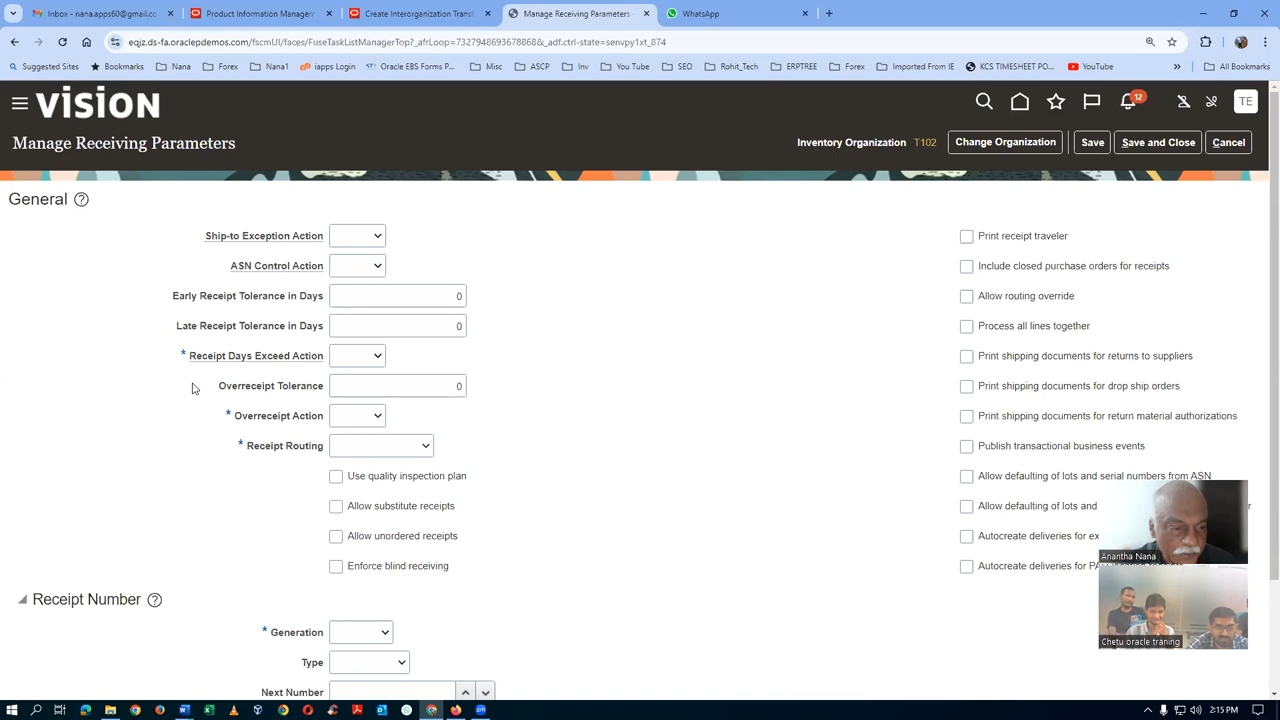 Inbox - nana.apps60@gmail.co
Product Information Managem
Create Interorganization Transf
Manage Receiving Parameters -
WhatsApp
eqjz.ds-fa.oraclepdemos.com/fscmUI/faces/FuseTaskListManagerTop?_afrLoop=7327948693678868&_adf.ctrl-state=senvpy1xt_874
Suggested Sites
Bookmarks
Nana
Forex
Nana1
iapps Login
Oracle EBS Forms P...
Misc
ASCP
Inv
You Tube
SEO
Rohit_Tech
ERPTREE
Forex
Imported From IE
KCS TIMESHEET PO...
YouTube
All Bookmarks
VISION
12
TE
Manage Receiving Parameters
Inventory Organization T102
Change Organization
Save
Save and Close
Cancel
General
Ship-to Exception Action
ASN Control Action
Early Receipt Tolerance in Days 0
Late Receipt Tolerance in Days 0
* Receipt Days Exceed Action
Overreceipt Tolerance 0
* Overreceipt Action
* Receipt Routing
Use quality inspection plan
Allow substitute receipts
Allow unordered receipts
Enforce blind receiving
Print receipt traveler
Include closed purchase orders for receipts
Allow routing override
Process all lines together
Print shipping documents for returns to suppliers
Print shipping documents for drop ship orders
Print shipping documents for return material authorizations
Publish transactional business events
Allow defaulting of lots and serial numbers from ASN
Allow defaulting of lots and
Autocreate deliveries for ex
Autocreate deliveries for
Anantha Nana
Chetu oracle traning
Receipt Number
* Generation
Type
Next Number
2:15 PM